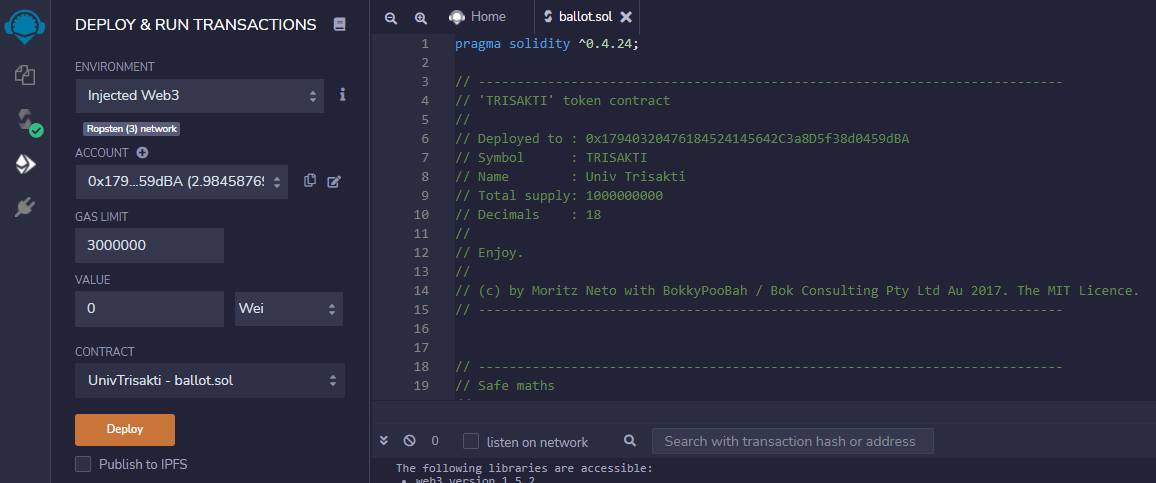 DEPLOY & RUN TRANSACTIONS
ENVIRONMENT
Injected Web3
Ropsten (3) network
ACCOUNT
0x179...59dBA (2.98458769
GAS LIMIT
3000000
VALUE
0
Wei
CONTRACT
UnivTrisakti - ballot.sol
Deploy
Publish to IPFS
Home
ballot.sol
1 pragma solidity ^0.4.24;
2
3 // ----------------------------------------------------------------------------
4 // 'TRISAKTI' token contract
5 //
6 // Deployed to : 0x17940320476184524145642C3a8D5f38d0459dBA
7 // Symbol      : TRISAKTI
8 // Name        : Univ Trisakti
9 // Total supply: 1000000000
10 // Decimals    : 18
11 //
12 // Enjoy.
13 //
14 // (c) by Moritz Neto with BokkyPooBah / Bok Consulting Pty Ltd Au 2017. The MIT Licence.
15 // ----------------------------------------------------------------------------
16
17
18 // ----------------------------------------------------------------------------
19 // Safe maths
0
listen on network
Search with transaction hash or address
The following libraries are accessible:
• web3 version 1.5.2